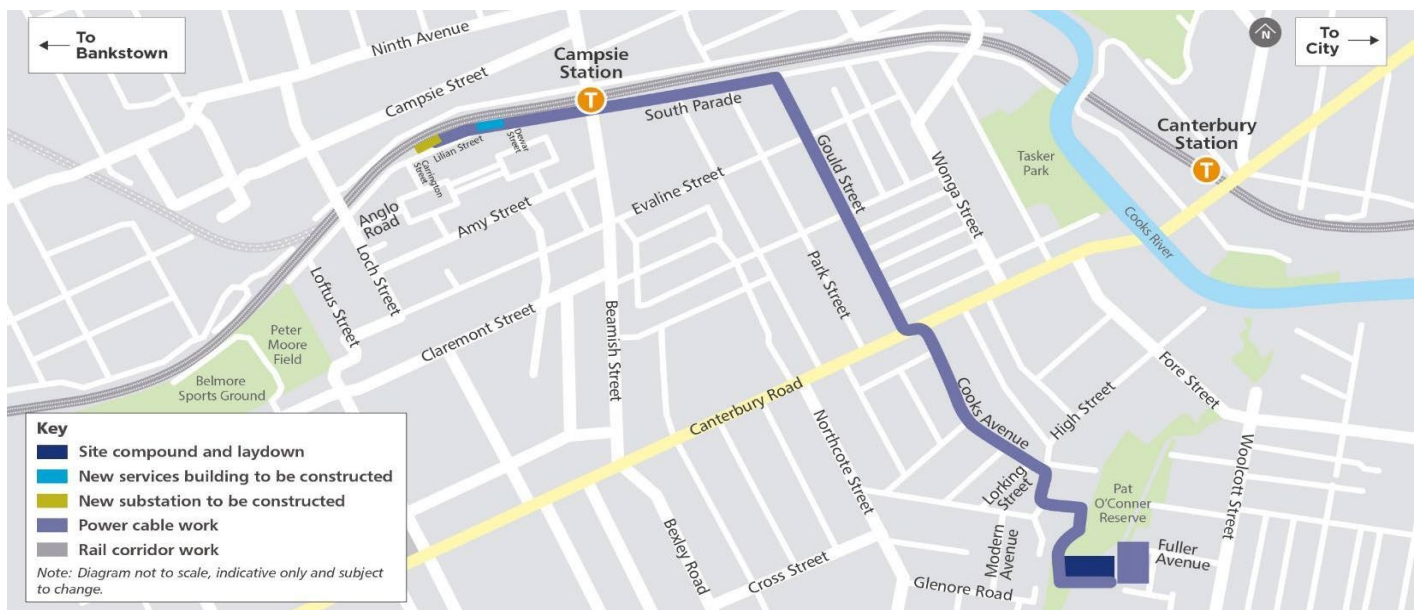 To
Bankstown
Ninth Avenue
Campsie Street
Campsie
Station
T
N
To
City
South Parade
Canterbury
Station
T
Lilian Street
Dewar
Street
Carrington
Street
Anglo
Road
Amy Street
Evaline Street
Gould Street
Wonga Street
Tasker
Park
Cooks River
Loch Street
Loftus Street
Park Street
Peter
Moore
Field
Belmore
Sports Ground
Claremont Street
Beamish Street
Canterbury Road
Cooks Avenue
High Street
Fore Street
Northcote Street
Woolcott Street
Lorking
Street
Pat
O'Conner
Reserve
Modern
Avenue
Fuller
Avenue
Bexley Road
Cross Street
Glenore Road
Key
Site compound and laydown
New services building to be constructed
New substation to be constructed
Power cable work
Rail corridor work
Note: Diagram not to scale, indicative only and subject
to change.